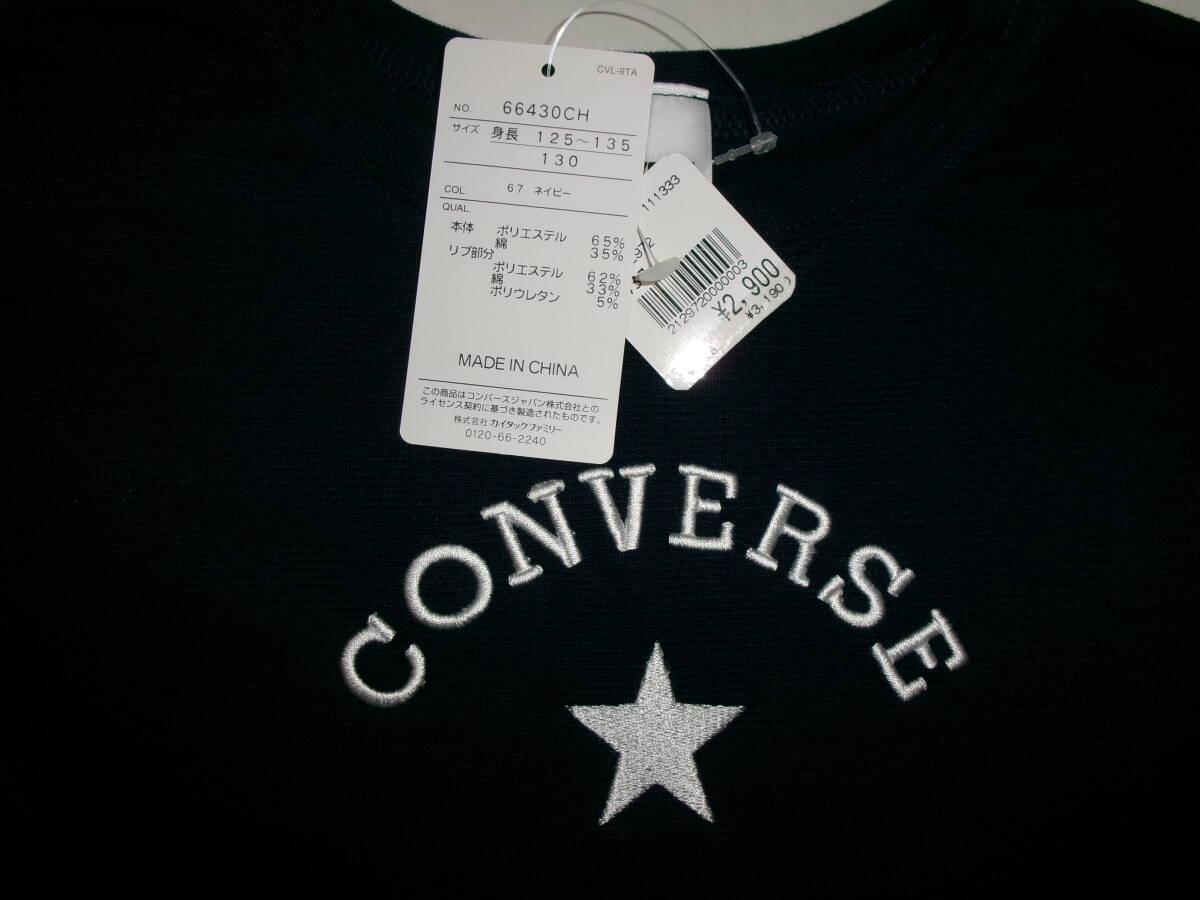 CVL-9TA
NO. 66430CH
サイズ 身長 125～135
130
COL. 67 ネイビー
QUAL.
本体 ポリエステル 65%
綿 35%
リブ部分
ポリエステル 62%
綿 33%
ポリウレタン 5%
MADE IN CHINA
この商品はコンバースジャパン株式会社との
ライセンス契約に基づき製造されたものです。
株式会社 カイタックファミリー
0120-66-2240
111333
2129720000003
¥2,900
¥3,190)
CONVERSE